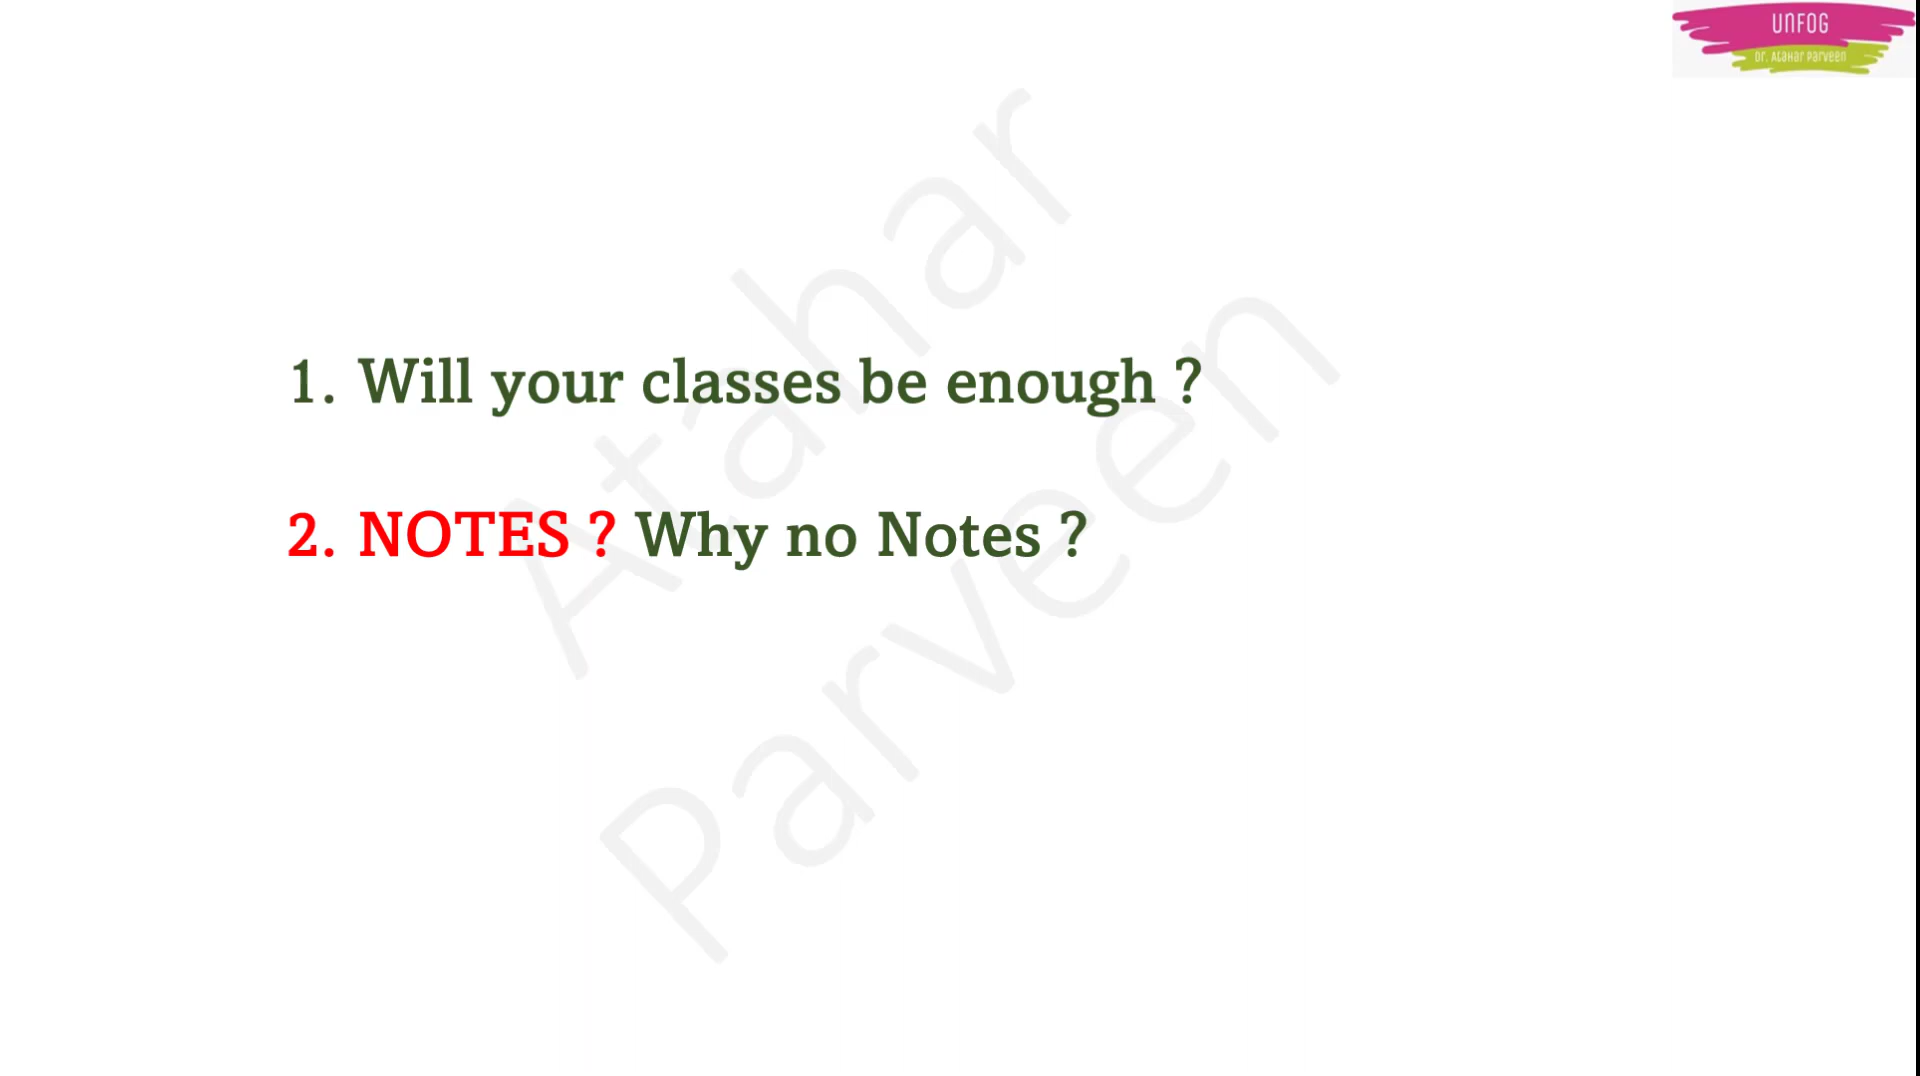 UNFOG
Dr. Atahar Parveen
1. Will your classes be enough ?
2. NOTES ? Why no Notes ?
Atahar
Parveen